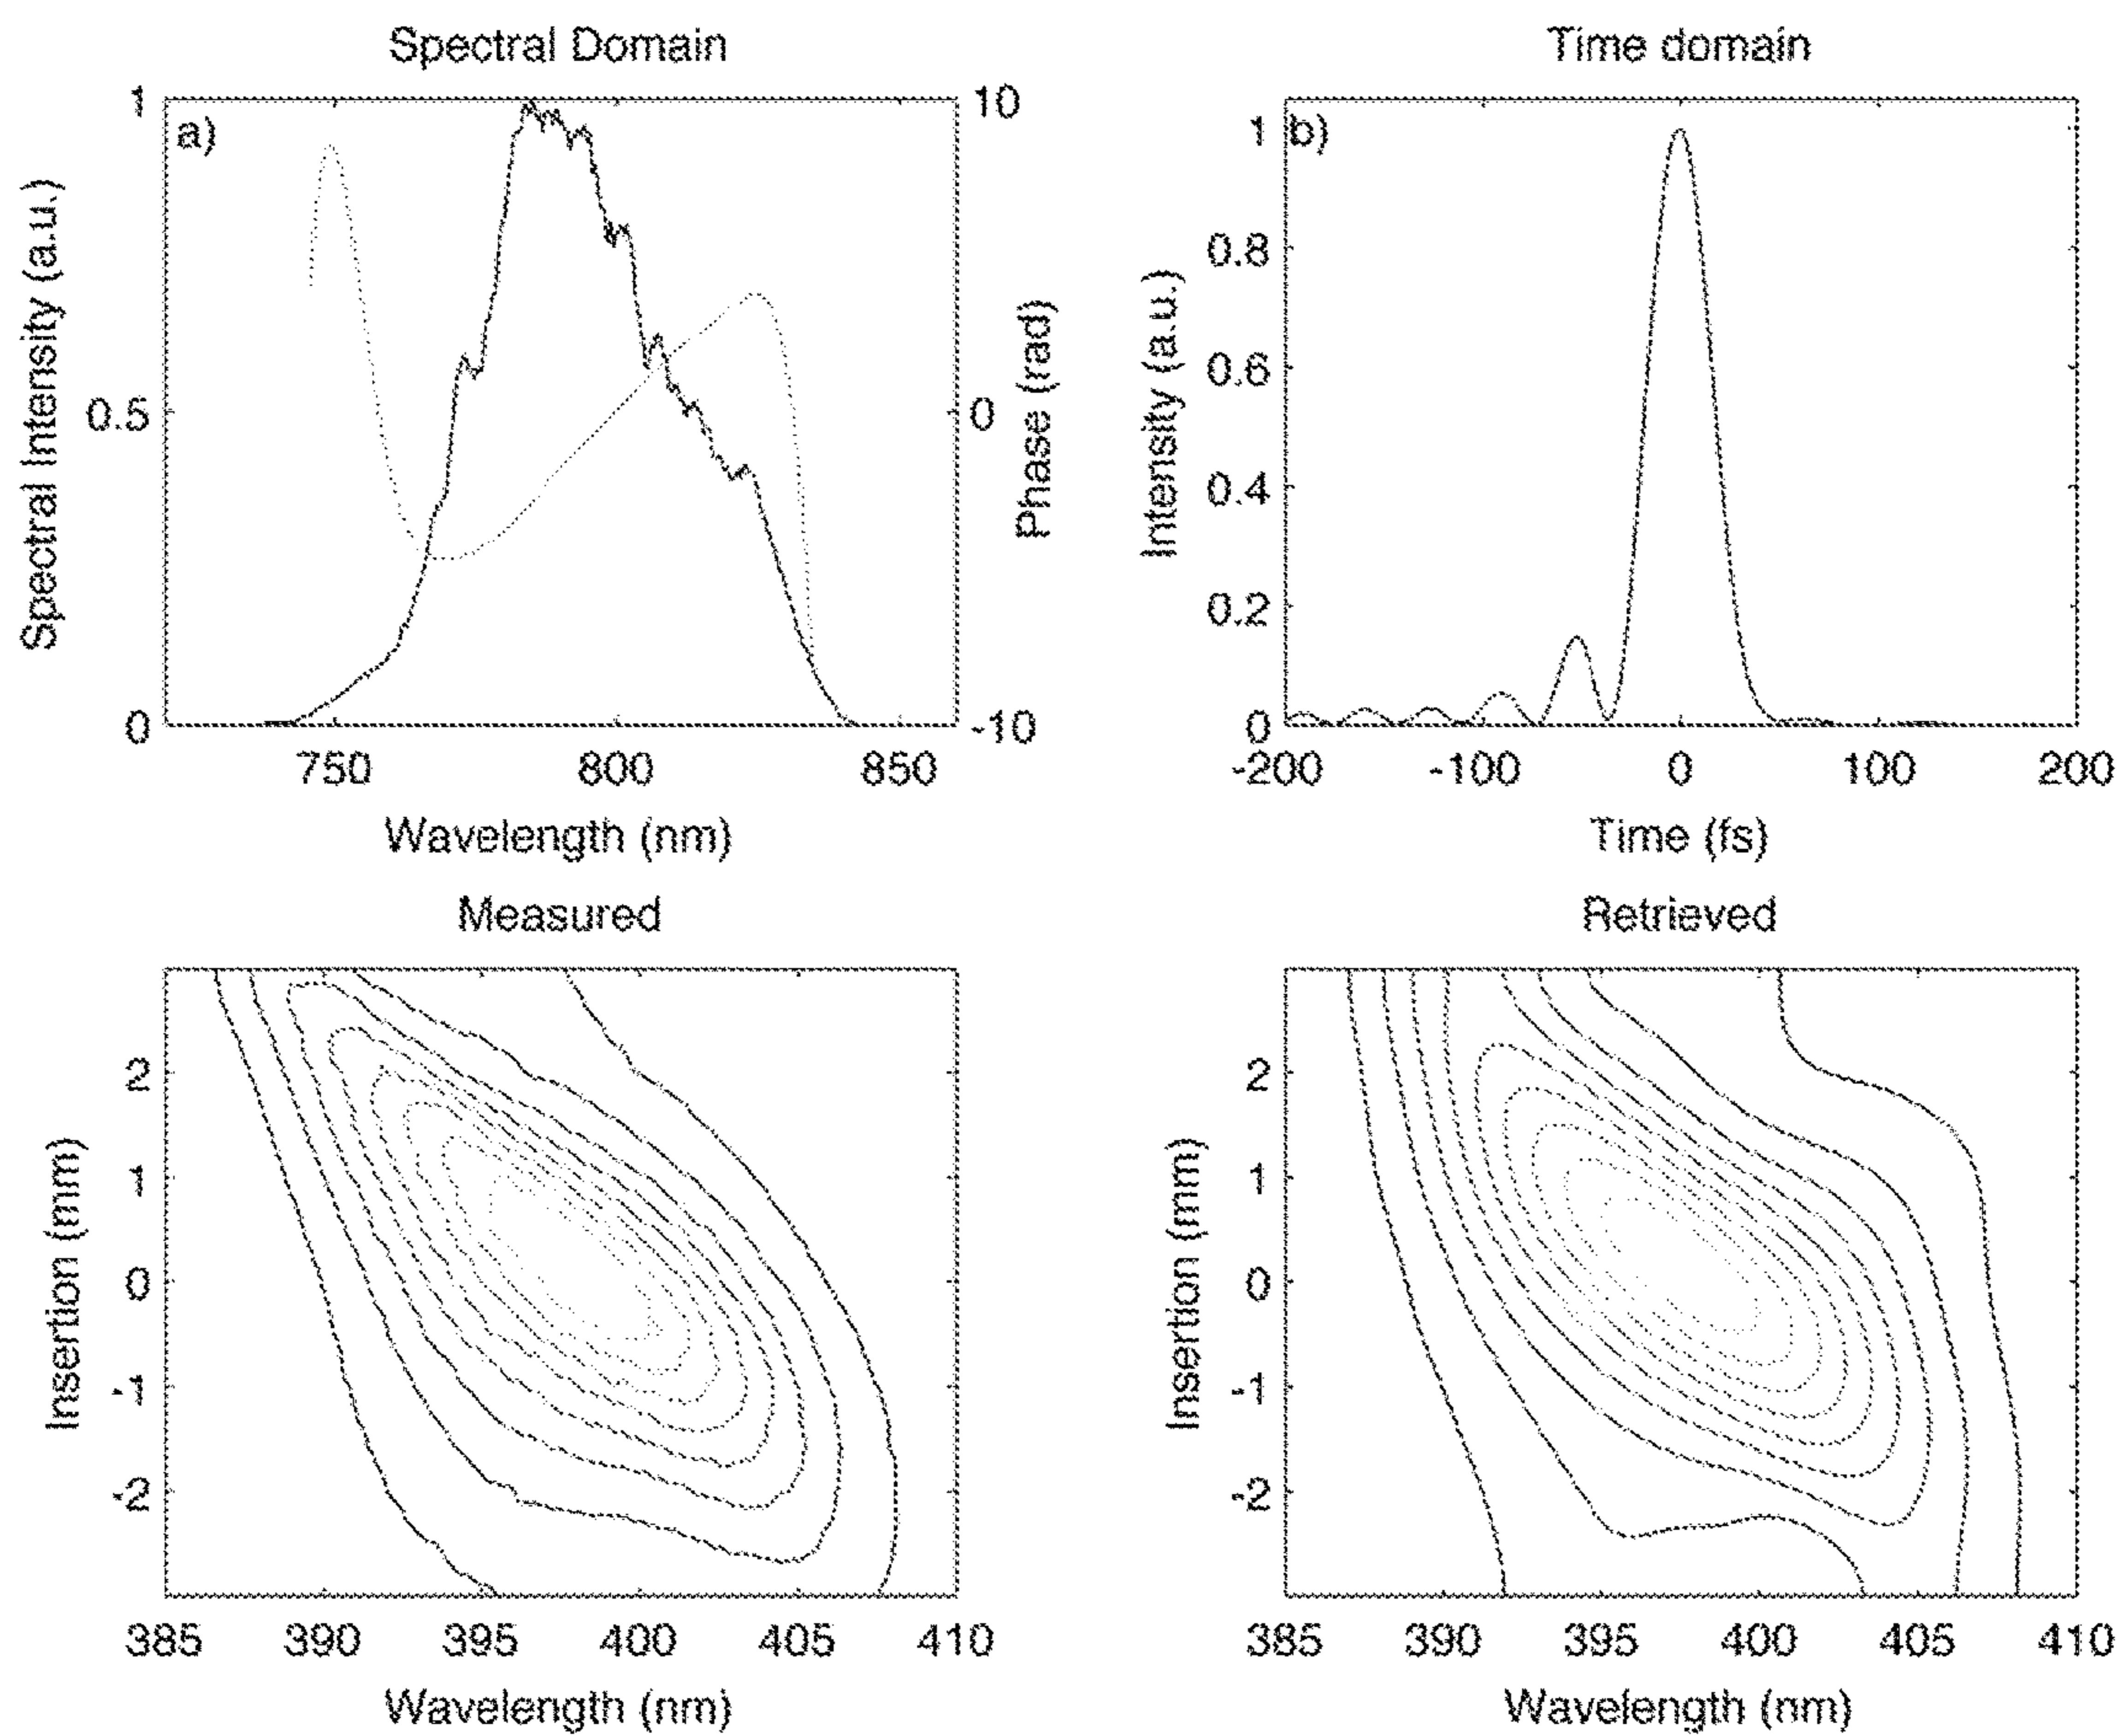 Spectral Domain
1
10
a)
Spectral Intensity (a.u.)
0.5
0
Phase (rad)
0
-10
750 800 850
Wavelength (nm)
Time domain
1
b)
0.8
Intensity (a.u.)
0.6
0.4
0.2
0
-200 -100 0 100 200
Time (fs)
Measured
2
1
Insertion (mm)
0
-1
-2
385 390 395 400 405 410
Wavelength (nm)
Retrieved
2
1
Insertion (mm)
0
-1
-2
385 390 395 400 405 410
Wavelength (nm)